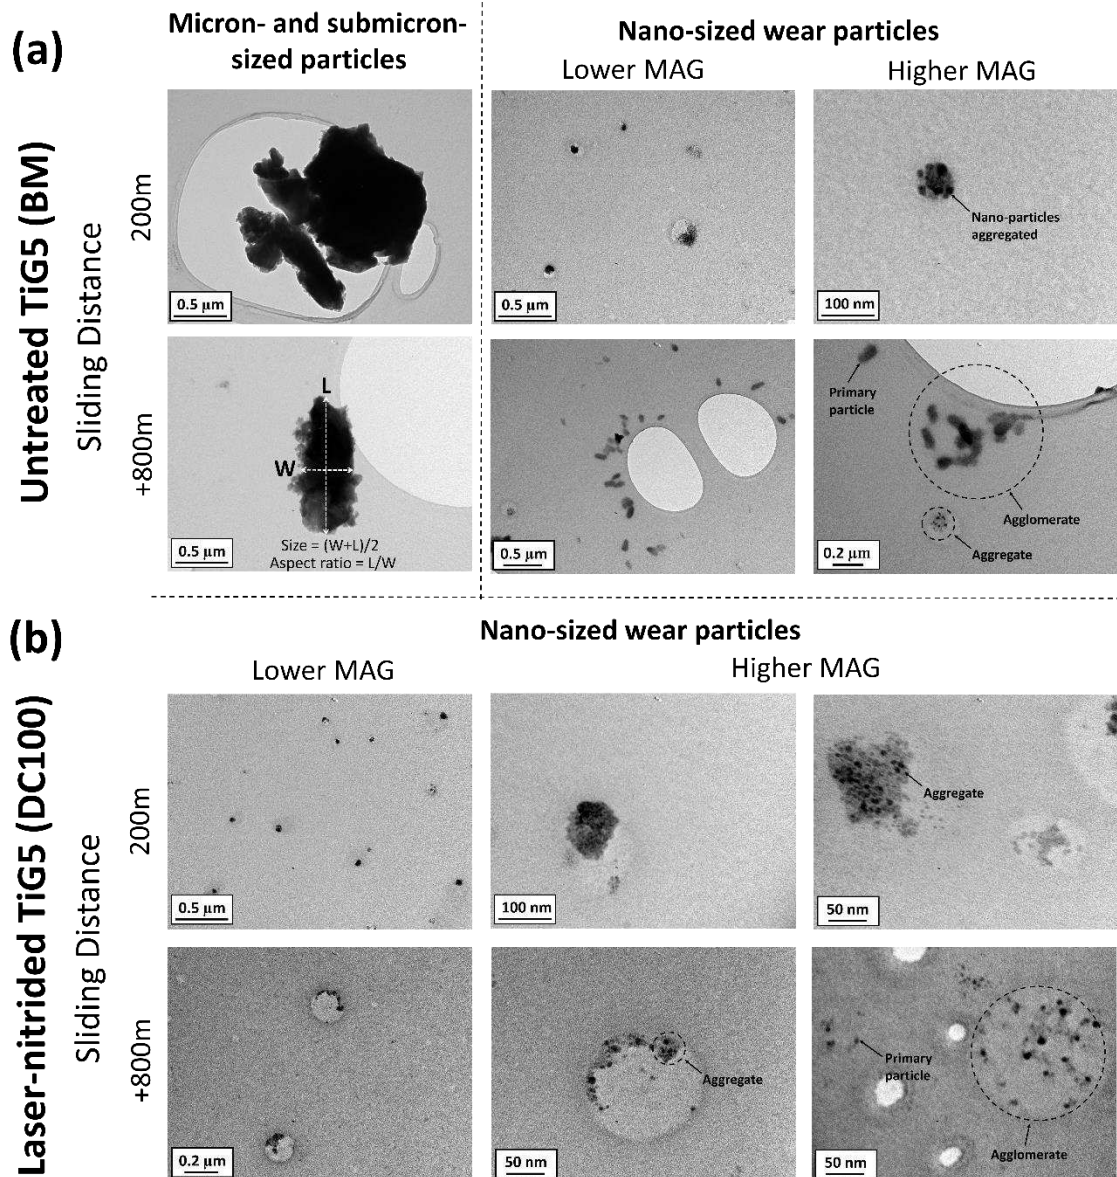 (a)
Micron- and submicron-
sized particles
Nano-sized wear particles
Lower MAG
Higher MAG
Untreated TiG5 (BM)
Sliding Distance
200m
0.5 µm
0.5 µm
Nano-particles
aggregated
100 nm
+800m
L
W
Size = (W+L)/2
Aspect ratio = L/W
0.5 µm
0.5 µm
Primary
particle
Agglomerate
Aggregate
0.2 µm
(b)
Nano-sized wear particles
Lower MAG
Higher MAG
Laser-nitrided TiG5 (DC100)
Sliding Distance
200m
0.5 µm
100 nm
Aggregate
50 nm
+800m
0.2 µm
Aggregate
50 nm
Primary
particle
Agglomerate
50 nm